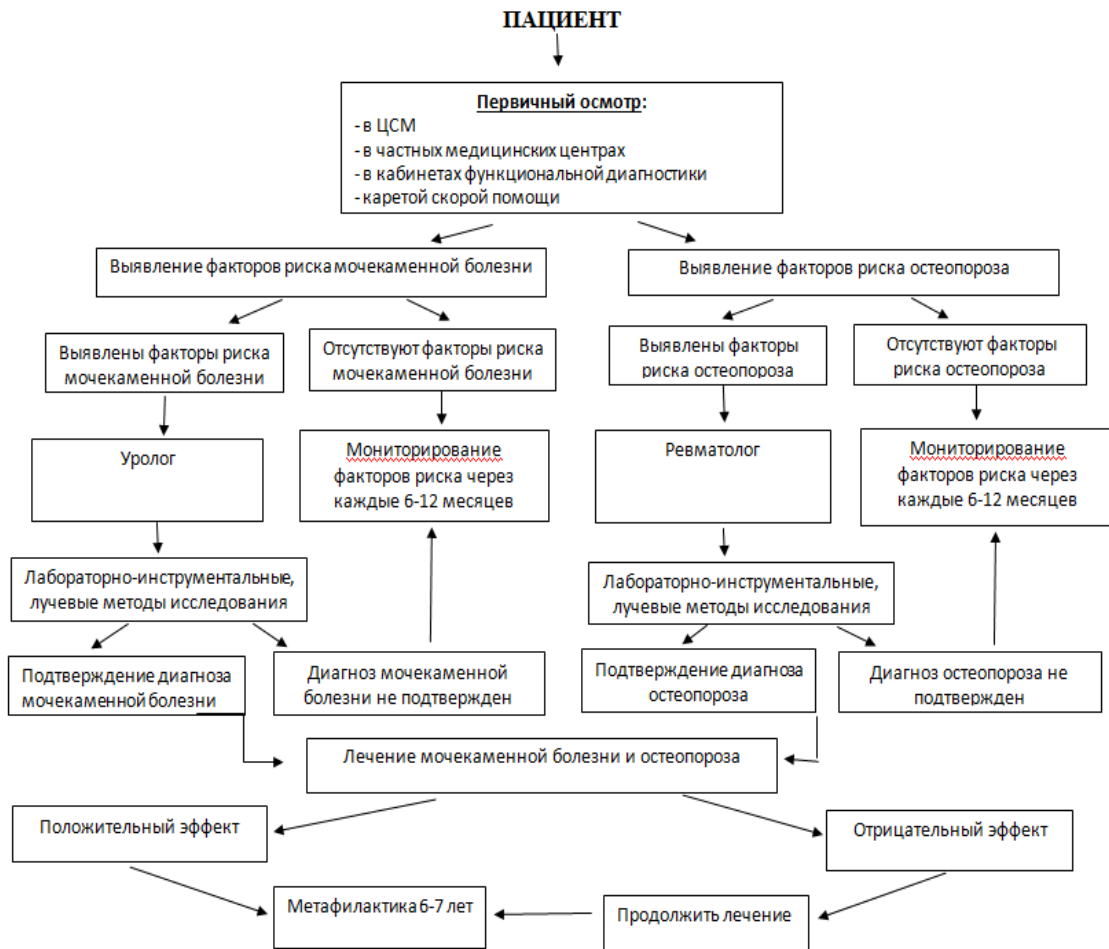 ПАЦИЕНТ
Первичный осмотр:
- в ЦСМ
- в частных медицинских центрах
- в кабинетах функциональной диагностики
- каретой скорой помощи
Выявление факторов риска мочекаменной болезни
Выявление факторов риска остеопороза
Выявлены факторы риска
мочекаменной болезни
Отсутствуют факторы риска
мочекаменной болезни
Выявлены факторы
риска остеопороза
Отсутствуют факторы
риска остеопороза
Уролог
Мониторирование
факторов риска через
каждые 6-12 месяцев
Ревматолог
Мониторирование
факторов риска через
каждые 6-12 месяцев
Лабораторно-инструментальные,
лучевые методы исследования
Лабораторно-инструментальные,
лучевые методы исследования
Подтверждение диагноза
мочекаменной болезни
Диагноз мочекаменной
болезни не подтвержден
Подтверждение диагноза
остеопороза
Диагноз остеопороза не
подтвержден
Лечение мочекаменной болезни и остеопороза
Положительный эффект
Отрицательный эффект
Метафилактика 6-7 лет
Продолжить лечение